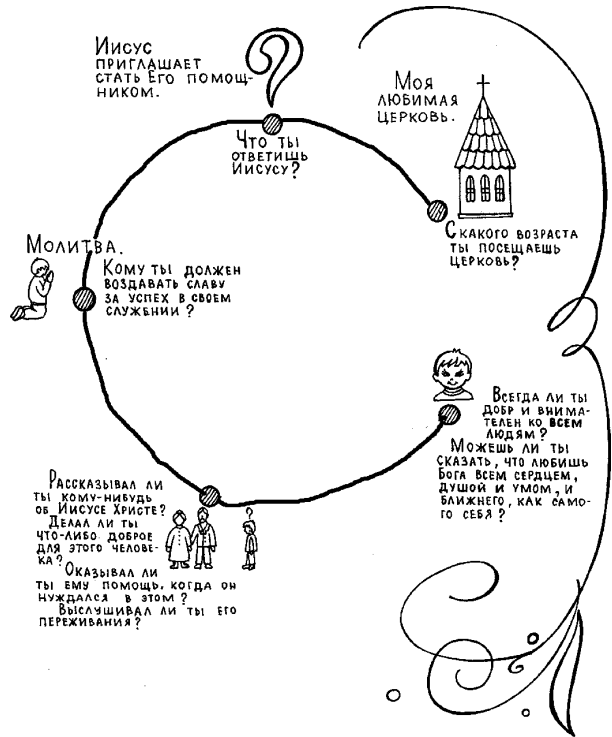 Иисус
приглашает
стать Его помощ-
ником.
Что ты
ответишь
Иисусу?
Моя
любимая
церковь.
С какого возраста
ты посещаешь
церковь?
Молитва.
Кому ты должен
воздавать славу
за успех в своем
служении?
Всегда ли ты
добр и внима-
телен ко всем
людям?
Можешь ли ты
сказать, что любишь
Бога всем сердцем,
душой и умом, и
ближнего, как само-
го себя?
Рассказывал ли
ты кому-нибудь
об Иисусе Христе?
Делал ли ты
что-либо доброе
для этого челове-
ка?
Оказывал ли
ты ему помощь, когда он
нуждался в этом?
Выслушивал ли ты его
переживания?